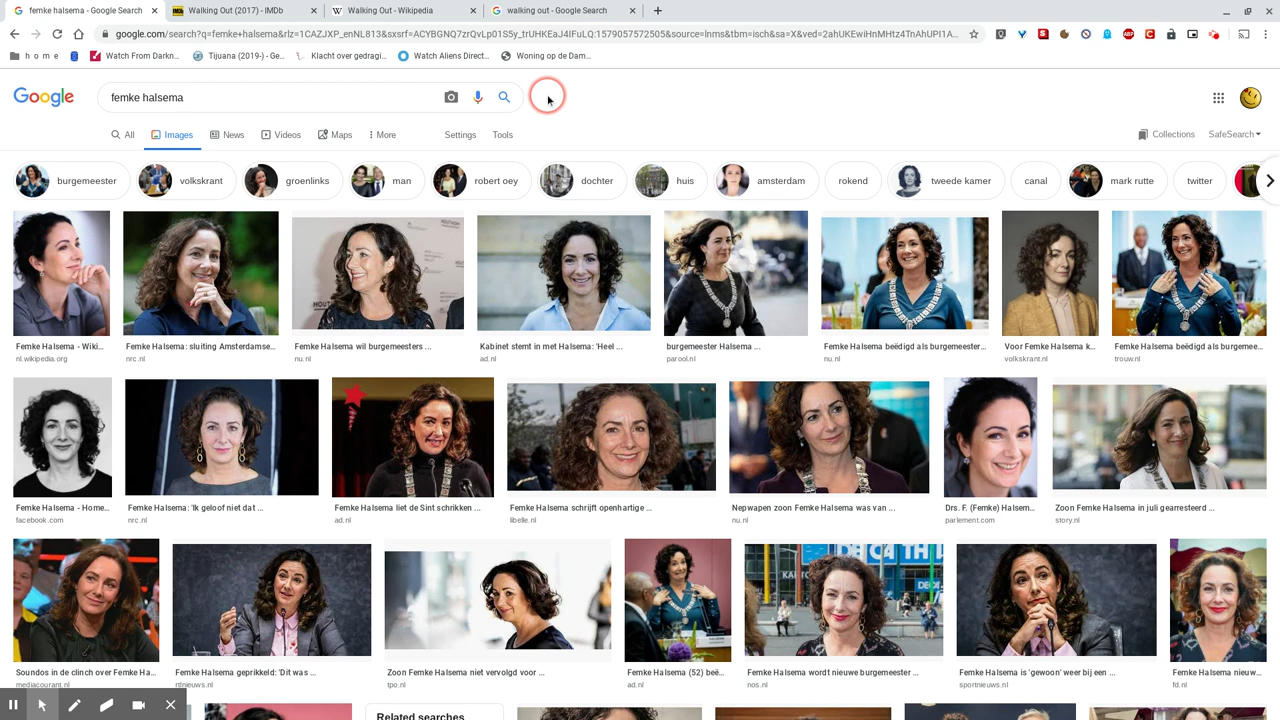 femke halsema - Google Search
Walking Out (2017) - IMDb
Walking Out - Wikipedia
walking out - Google Search
google.com/search?q=femke+halsema&rlz=1CAZJXP_enNL813&sxsrf=ACYBGNQ7zrQvLp01S5y_trUHKEaJ4IFuLQ:1579057572505&source=lnms&tbm=isch&sa=X&ved=2ahUKEwiHnMHtz4TnAhUPI1A...
h o m e
Watch From Darkn...
Tijuana (2019-) - Ge...
Klacht over gedragi...
Watch Aliens Direct...
Woning op de Dam...
Google
femke halsema
All
Images
News
Videos
Maps
More
Settings
Tools
Collections
SafeSearch
burgemeester
volkskrant
groenlinks
man
robert oey
dochter
huis
amsterdam
rokend
tweede kamer
canal
mark rutte
twitter
Femke Halsema - Wiki...
nl.wikipedia.org
Femke Halsema: sluiting Amsterdamse...
nrc.nl
Femke Halsema wil burgemeesters ...
nu.nl
Kabinet stemt in met Halsema: 'Heel ...
ad.nl
burgemeester Halsema ...
parool.nl
Femke Halsema beëdigd als burgemeester...
nu.nl
Voor Femke Halsema k...
volkskrant.nl
Femke Halsema beëdigd als burgemee...
trouw.nl
Femke Halsema - Home...
facebook.com
Femke Halsema: 'Ik geloof niet dat ...
nrc.nl
Femke Halsema liet de Sint schrikken ...
ad.nl
Femke Halsema schrijft openhartige ...
libelle.nl
Nepwapen zoon Femke Halsema was van ...
nu.nl
Drs. F. (Femke) Halsem...
parlement.com
Zoon Femke Halsema in juli gearresteerd ...
story.nl
Soundos in de clinch over Femke Ha...
mediacourant.nl
Femke Halsema geprikkeld: 'Dit was ...
rtlnieuws.nl
Zoon Femke Halsema niet vervolgd voor ...
tpo.nl
Femke Halsema (52) beë...
ad.nl
Femke Halsema wordt nieuwe burgemeester ...
nos.nl
Femke Halsema is 'gewoon' weer bij een ...
sportnieuws.nl
Femke Halsema nieuw...
fd.nl
Related searches